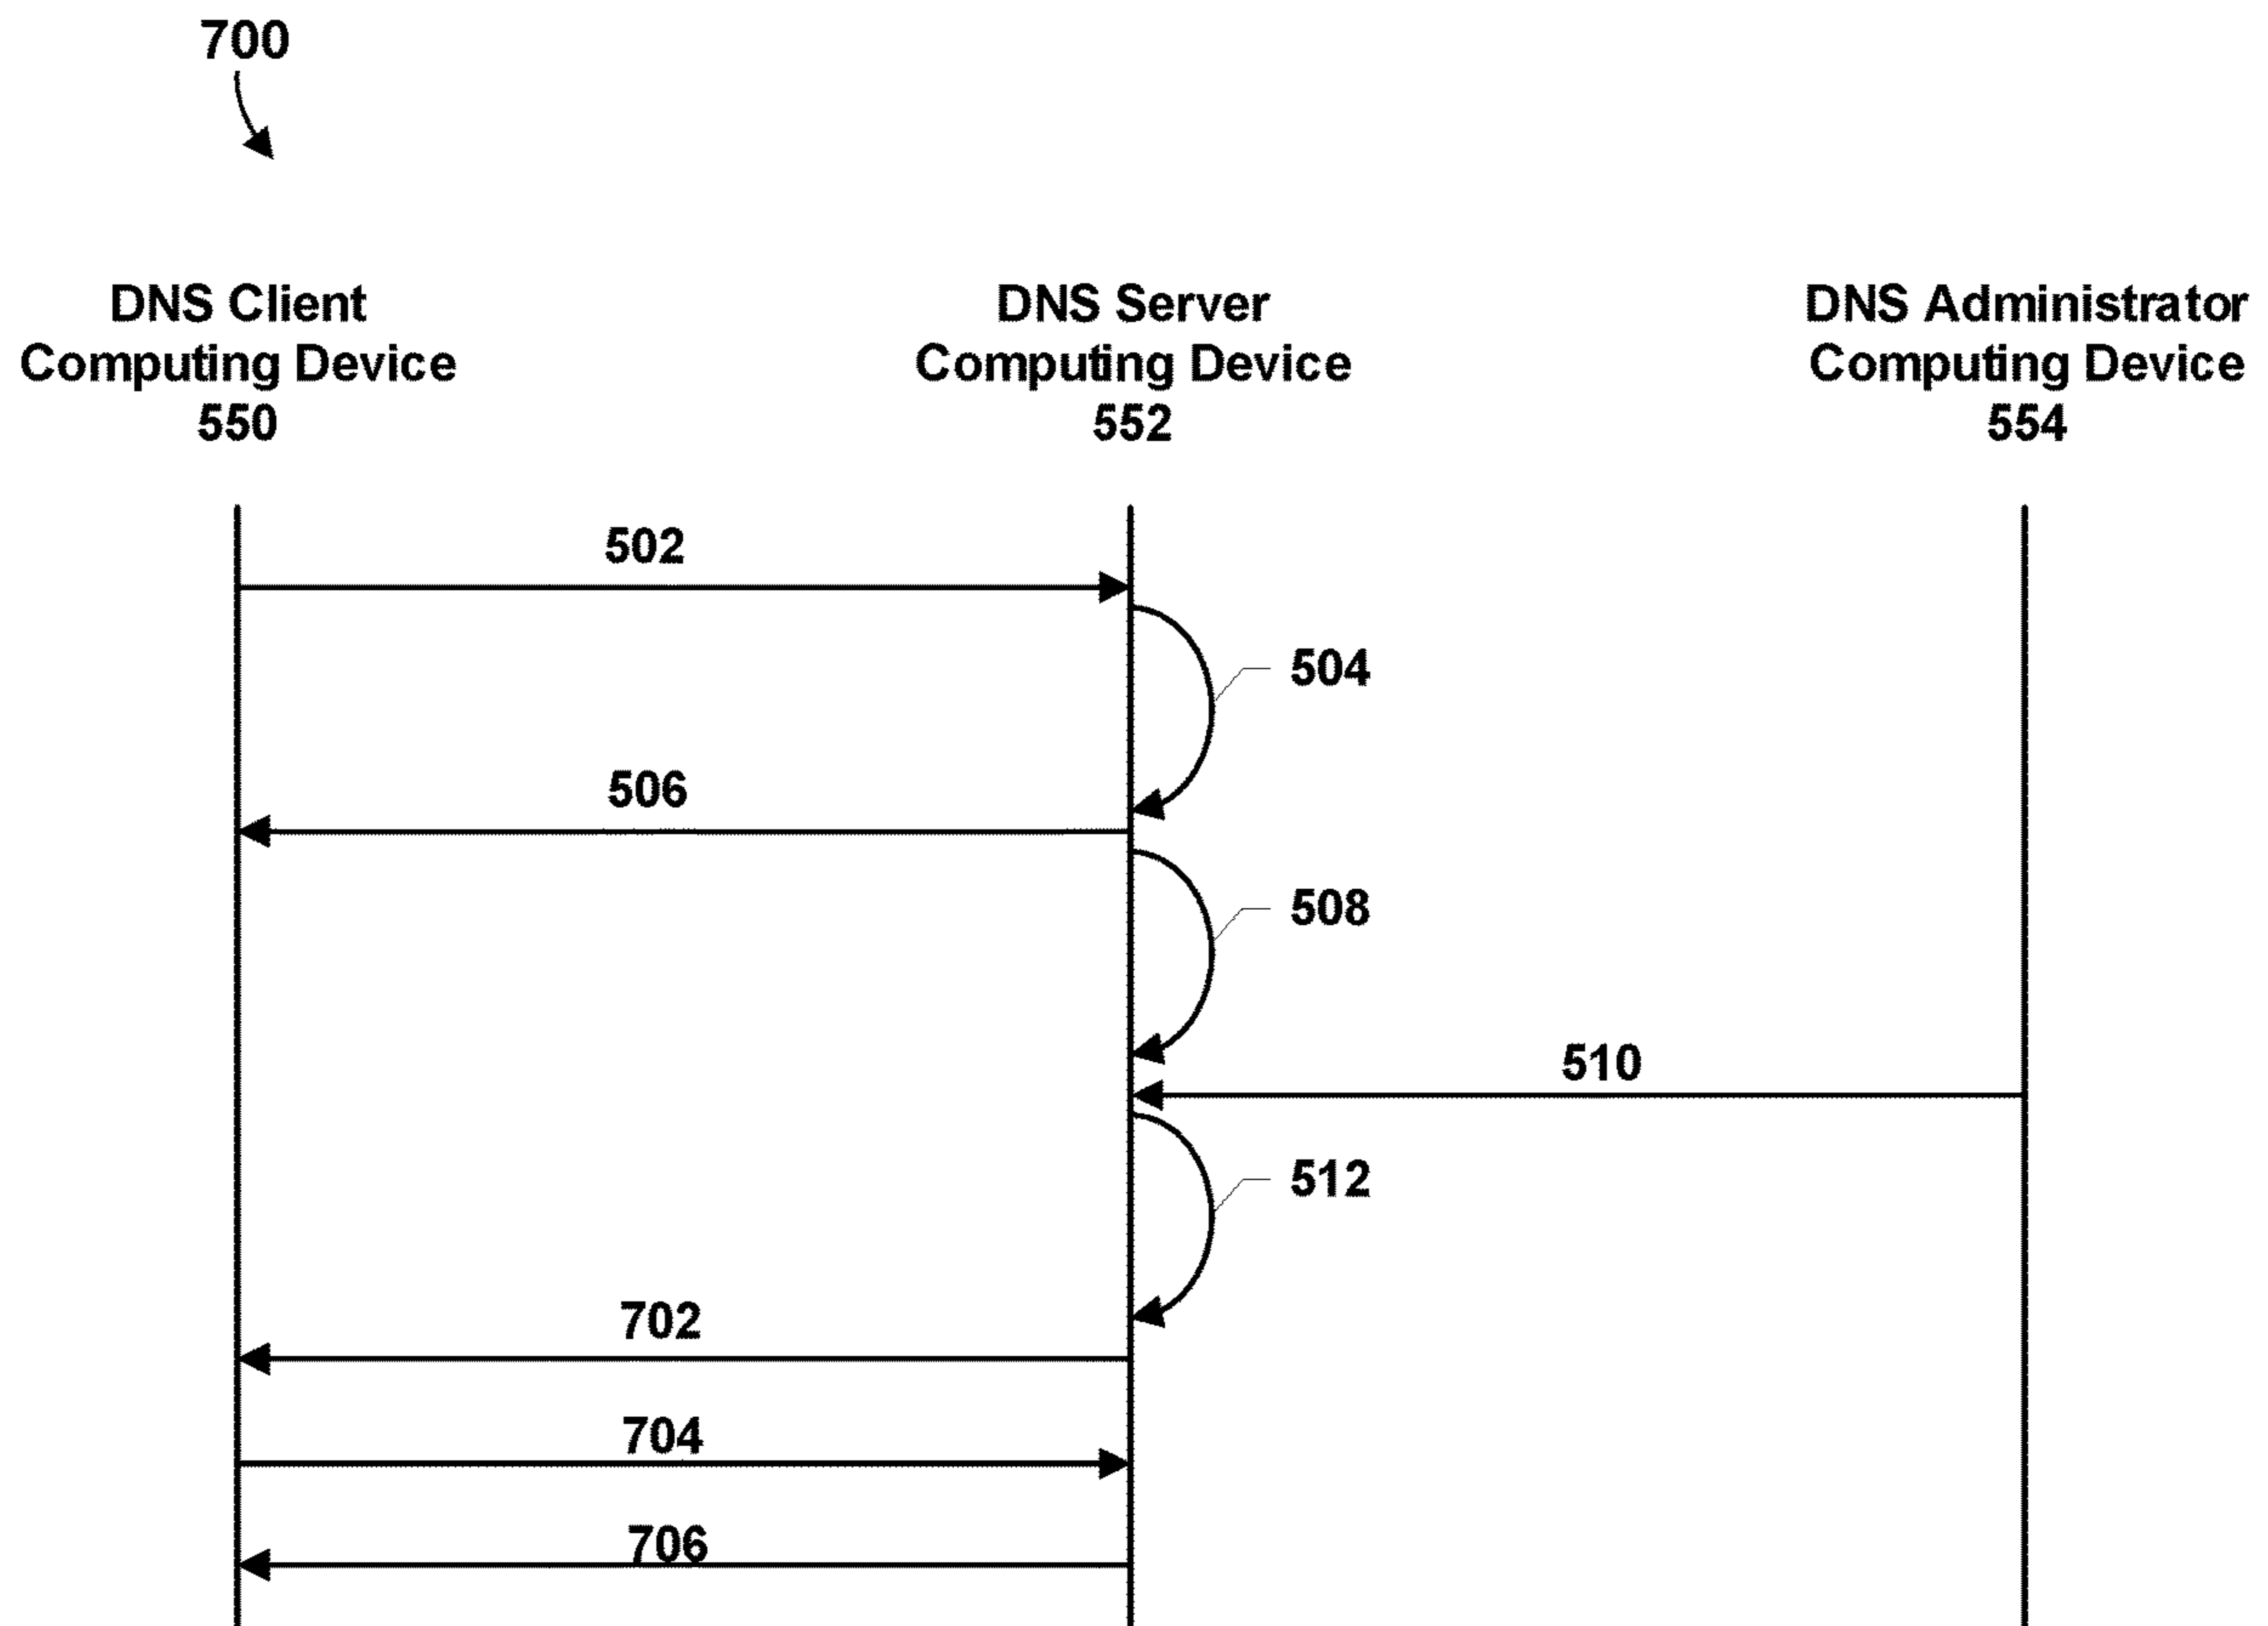 700
DNS Client
Computing Device
550
DNS Server
Computing Device
552
DNS Administrator
Computing Device
554
502
504
506
508
510
512
702
704
706